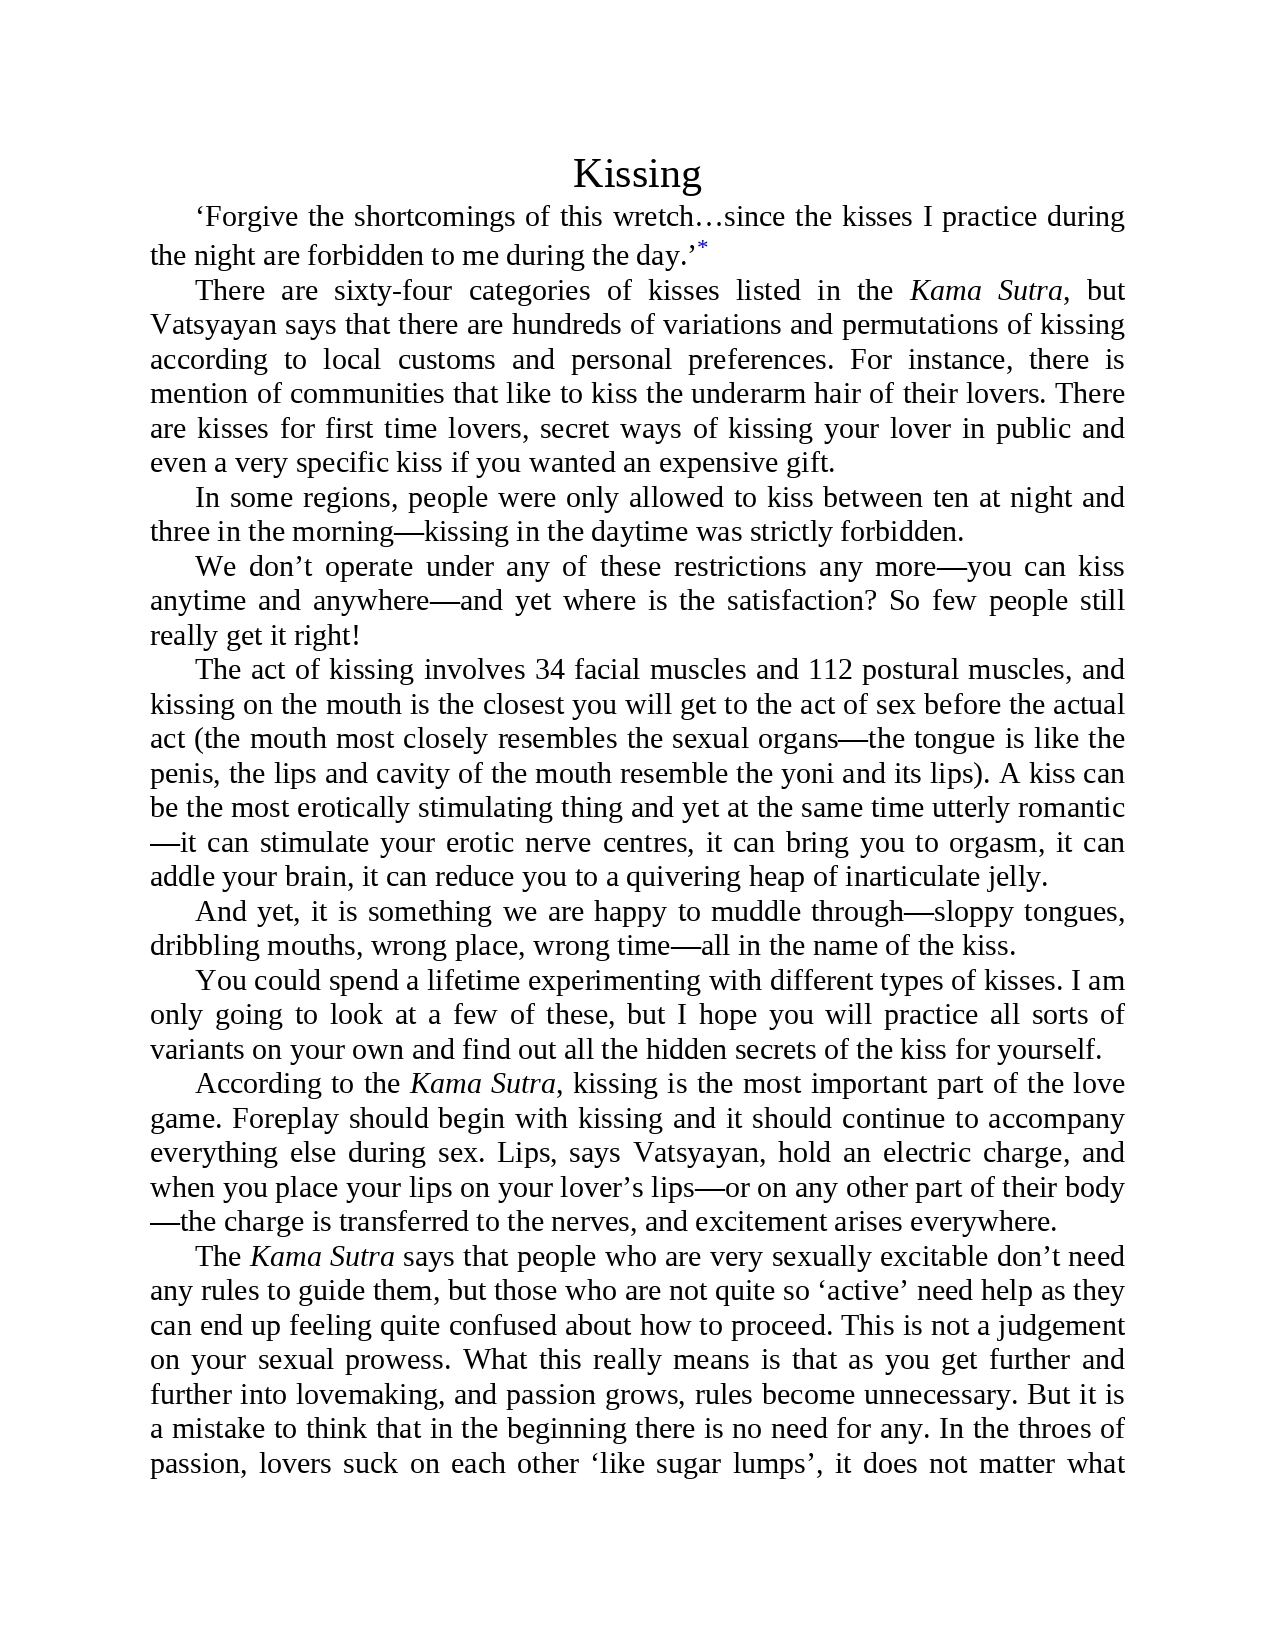 Kissing
‘Forgive the shortcomings of this wretch…since the kisses I practice during
the night are forbidden to me during the day.’*
There are sixty-four categories of kisses listed in the Kama Sutra, but
Vatsyayan says that there are hundreds of variations and permutations of kissing
according to local customs and personal preferences. For instance, there is
mention of communities that like to kiss the underarm hair of their lovers. There
are kisses for first time lovers, secret ways of kissing your lover in public and
even a very specific kiss if you wanted an expensive gift.
In some regions, people were only allowed to kiss between ten at night and
three in the morning—kissing in the daytime was strictly forbidden.
We don’t operate under any of these restrictions any more—you can kiss
anytime and anywhere—and yet where is the satisfaction? So few people still
really get it right!
The act of kissing involves 34 facial muscles and 112 postural muscles, and
kissing on the mouth is the closest you will get to the act of sex before the actual
act (the mouth most closely resembles the sexual organs—the tongue is like the
penis, the lips and cavity of the mouth resemble the yoni and its lips). A kiss can
be the most erotically stimulating thing and yet at the same time utterly romantic
—it can stimulate your erotic nerve centres, it can bring you to orgasm, it can
addle your brain, it can reduce you to a quivering heap of inarticulate jelly.
And yet, it is something we are happy to muddle through—sloppy tongues,
dribbling mouths, wrong place, wrong time—all in the name of the kiss.
You could spend a lifetime experimenting with different types of kisses. I am
only going to look at a few of these, but I hope you will practice all sorts of
variants on your own and find out all the hidden secrets of the kiss for yourself.
According to the Kama Sutra, kissing is the most important part of the love
game. Foreplay should begin with kissing and it should continue to accompany
everything else during sex. Lips, says Vatsyayan, hold an electric charge, and
when you place your lips on your lover’s lips—or on any other part of their body
—the charge is transferred to the nerves, and excitement arises everywhere.
The Kama Sutra says that people who are very sexually excitable don’t need
any rules to guide them, but those who are not quite so ‘active’ need help as they
can end up feeling quite confused about how to proceed. This is not a judgement
on your sexual prowess. What this really means is that as you get further and
further into lovemaking, and passion grows, rules become unnecessary. But it is
a mistake to think that in the beginning there is no need for any. In the throes of
passion, lovers suck on each other ‘like sugar lumps’, it does not matter what